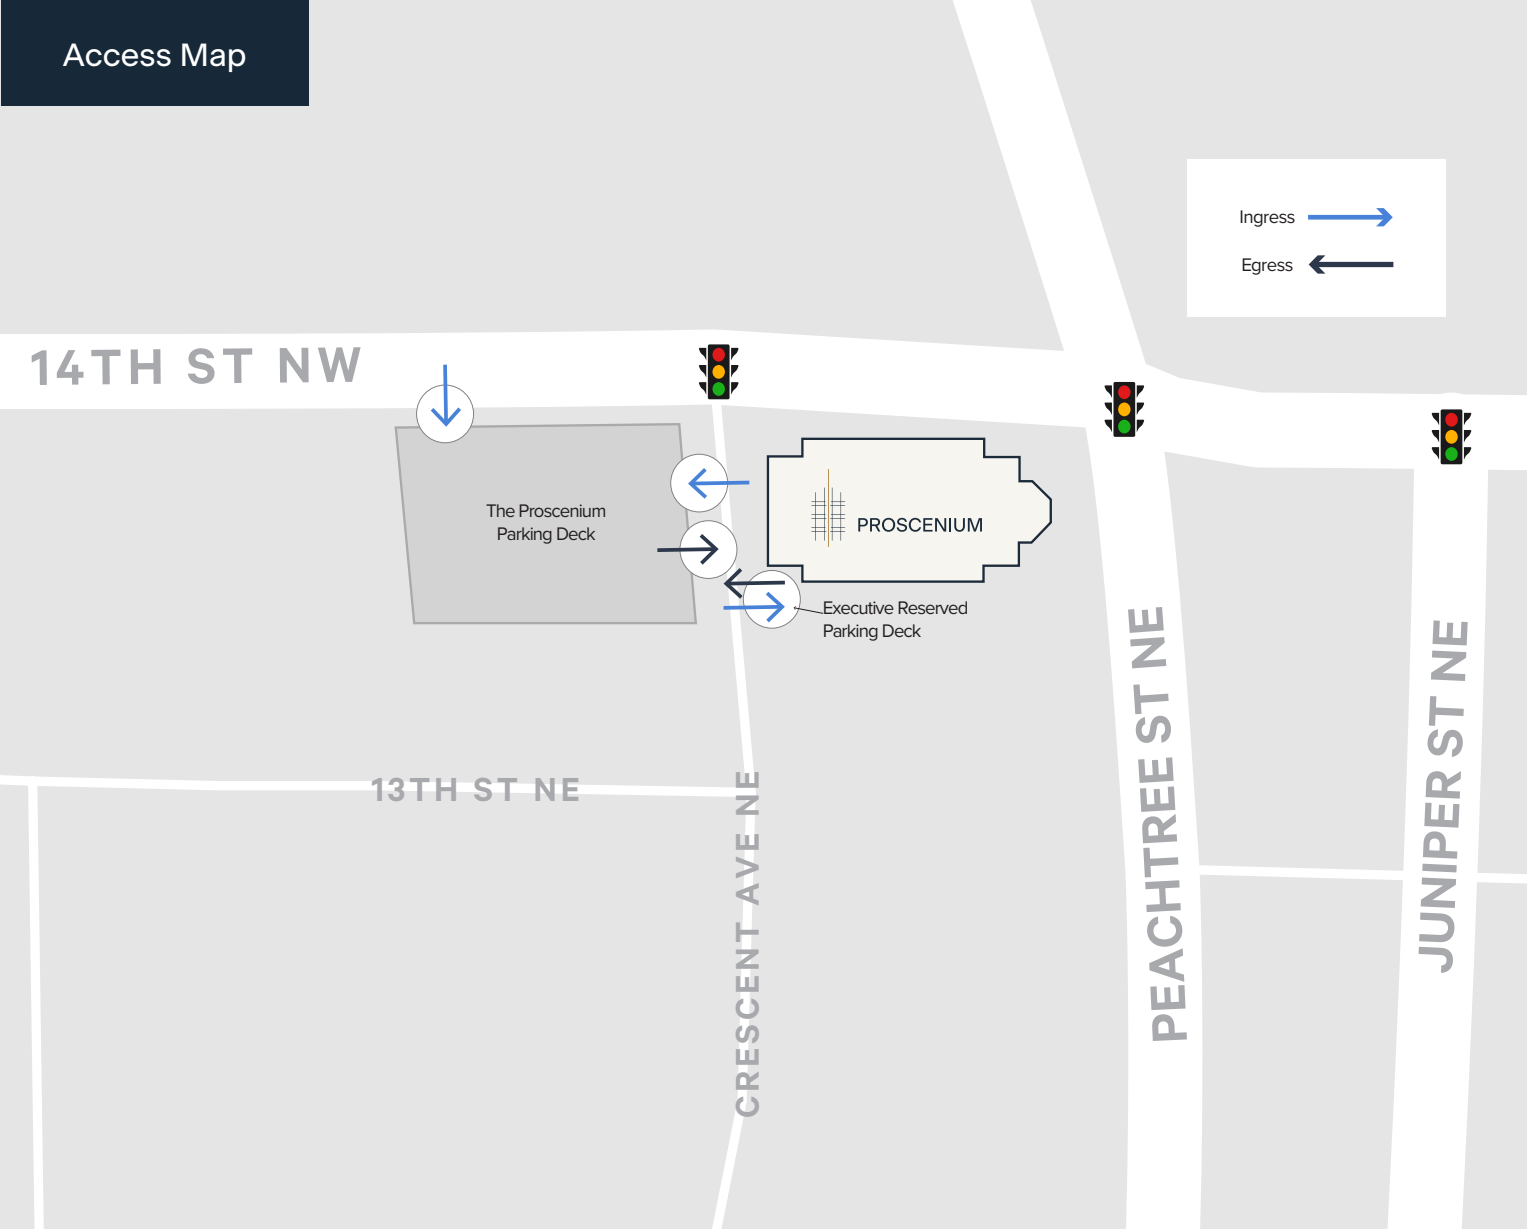 Access Map
Ingress
Egress
14TH ST NW
The Proscenium
Parking Deck
PROSCENIUM
Executive Reserved
Parking Deck
13TH ST NE
CRESCENT AVE NE
PEACHTREE ST NE
JUNIPER ST NE